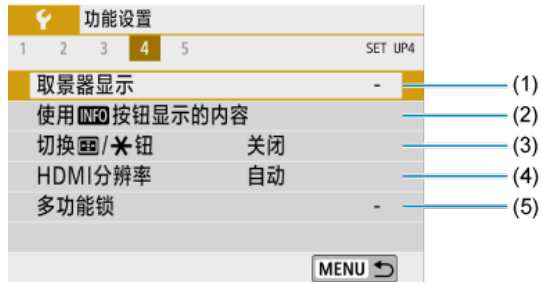 功能设置
1 2 3 4 5 SET UP4
取景器显示 - (1)
使用INFO按钮显示的内容 (2)
切换/钮 关闭 (3)
HDMI分辨率 自动 (4)
多功能锁 - (5)
MENU